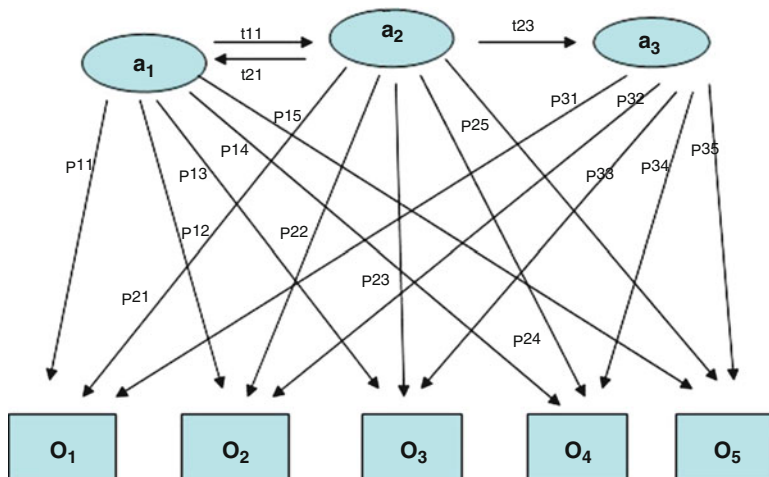 a1 t11 a2 t23 a3
t21
P11 P13 P14 P15 P25 P31 P32
P33 P34 P35
P12 P22
P21 P23
P24
O1 O2 O3 O4 O5